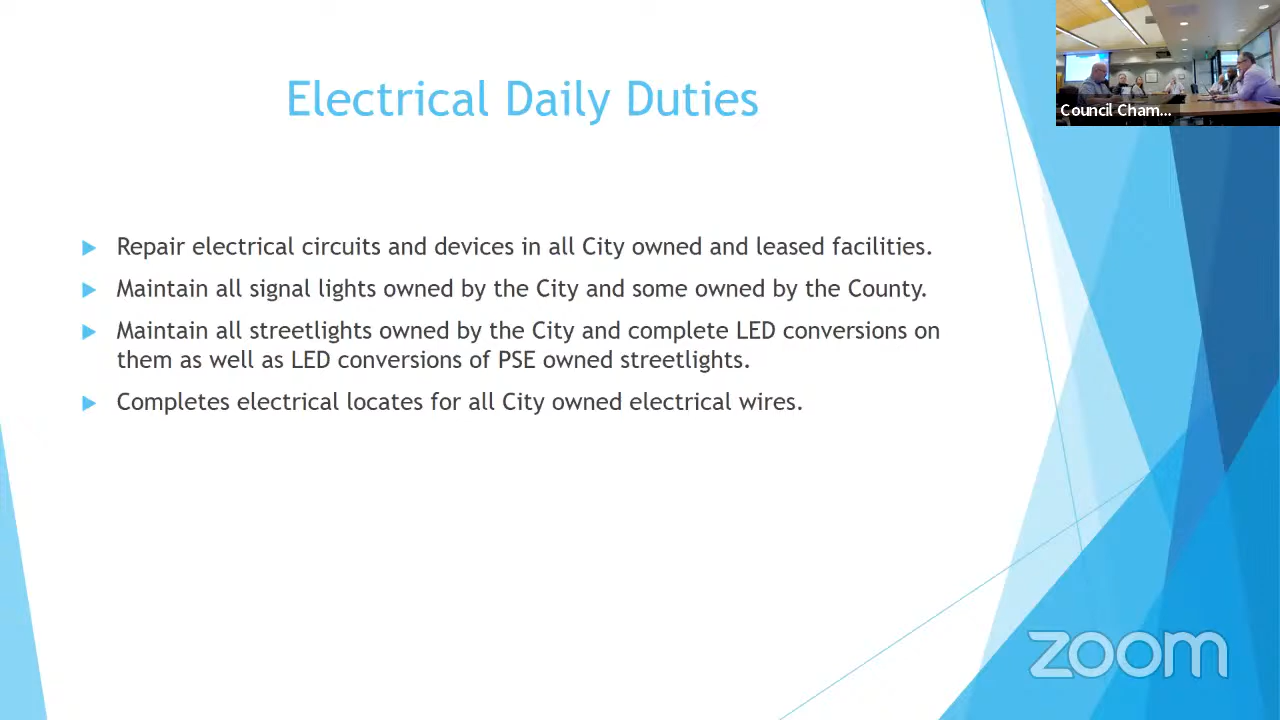 Electrical Daily Duties
Council Cham...
Repair electrical circuits and devices in all City owned and leased facilities.
Maintain all signal lights owned by the City and some owned by the County.
Maintain all streetlights owned by the City and complete LED conversions on
them as well as LED conversions of PSE owned streetlights.
Completes electrical locates for all City owned electrical wires.
zoom